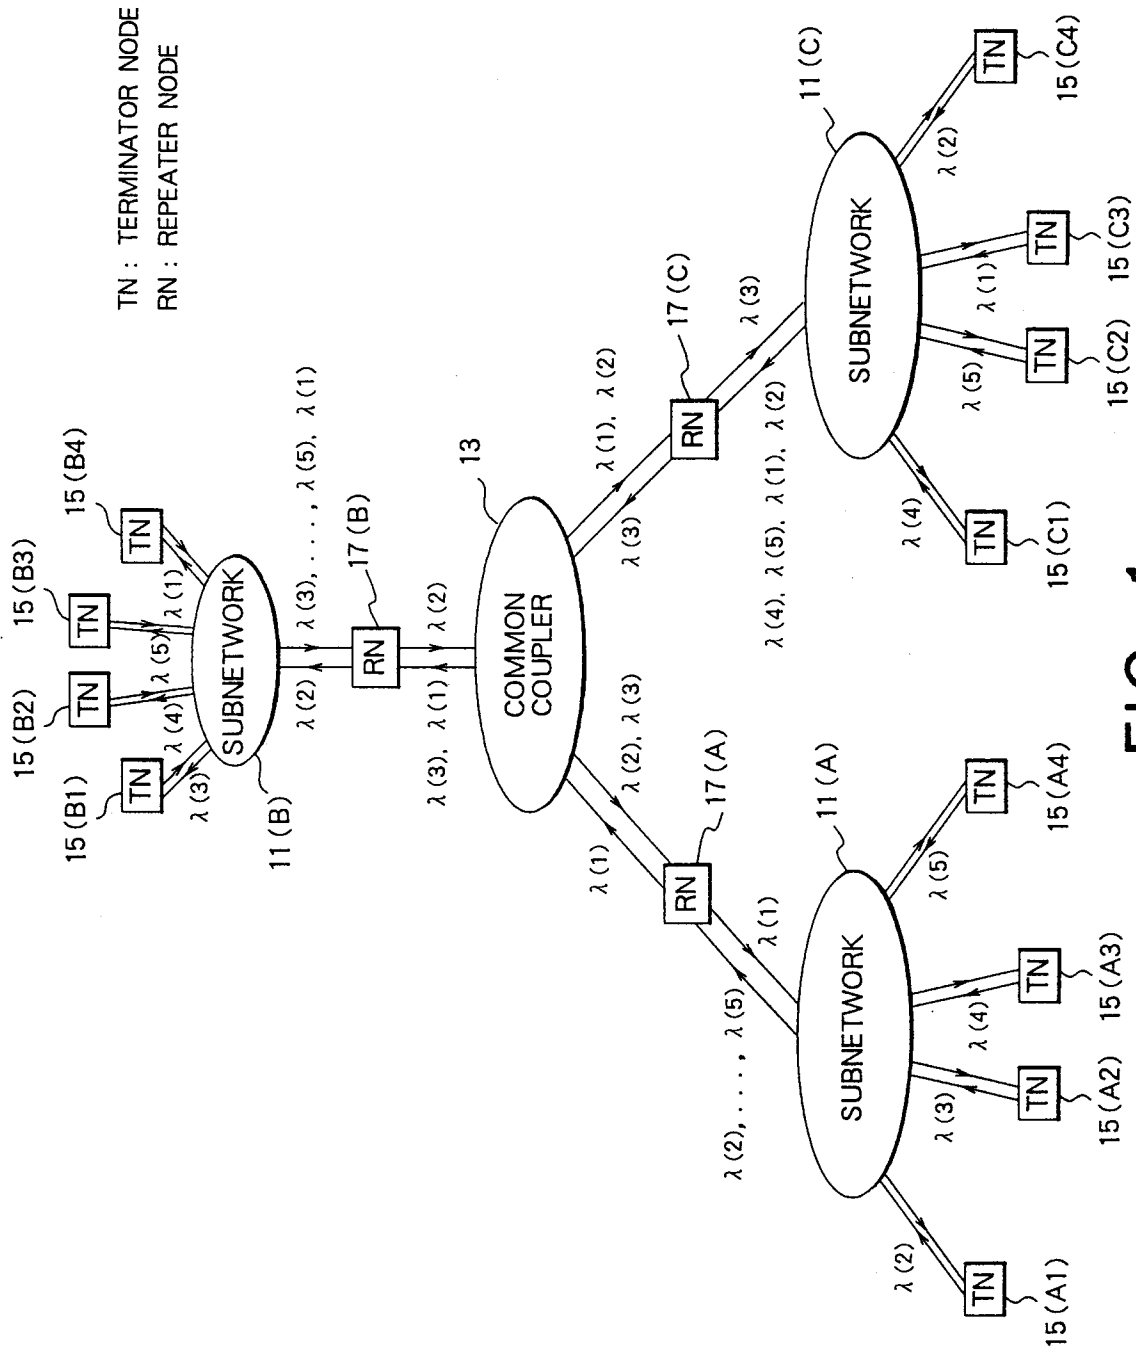 TN : TERMINATOR NODE
RN : REPEATER NODE
15(B1)
15(B2)
15(B3)
15(B4)
TN
TN
TN
TN
λ(3)
λ(4)
λ(5)
λ(1)
SUBNETWORK
11(B)
λ(2)
λ(3), . . . , λ(5), λ(1)
RN
17(B)
λ(3), λ(1)
λ(2)
13
COMMON
COUPLER
λ(1)
λ(2), λ(3)
λ(3)
λ(1), λ(2)
RN
17(A)
RN
17(C)
λ(2), . . . , λ(5)
λ(1)
λ(4), λ(5), λ(1), λ(2)
λ(3)
SUBNETWORK
11(A)
SUBNETWORK
11(C)
λ(2)
λ(3)
λ(4)
λ(5)
λ(4)
λ(5)
λ(1)
λ(2)
TN
TN
TN
TN
TN
TN
TN
TN
15(A1)
15(A2)
15(A3)
15(A4)
15(C1)
15(C2)
15(C3)
15(C4)